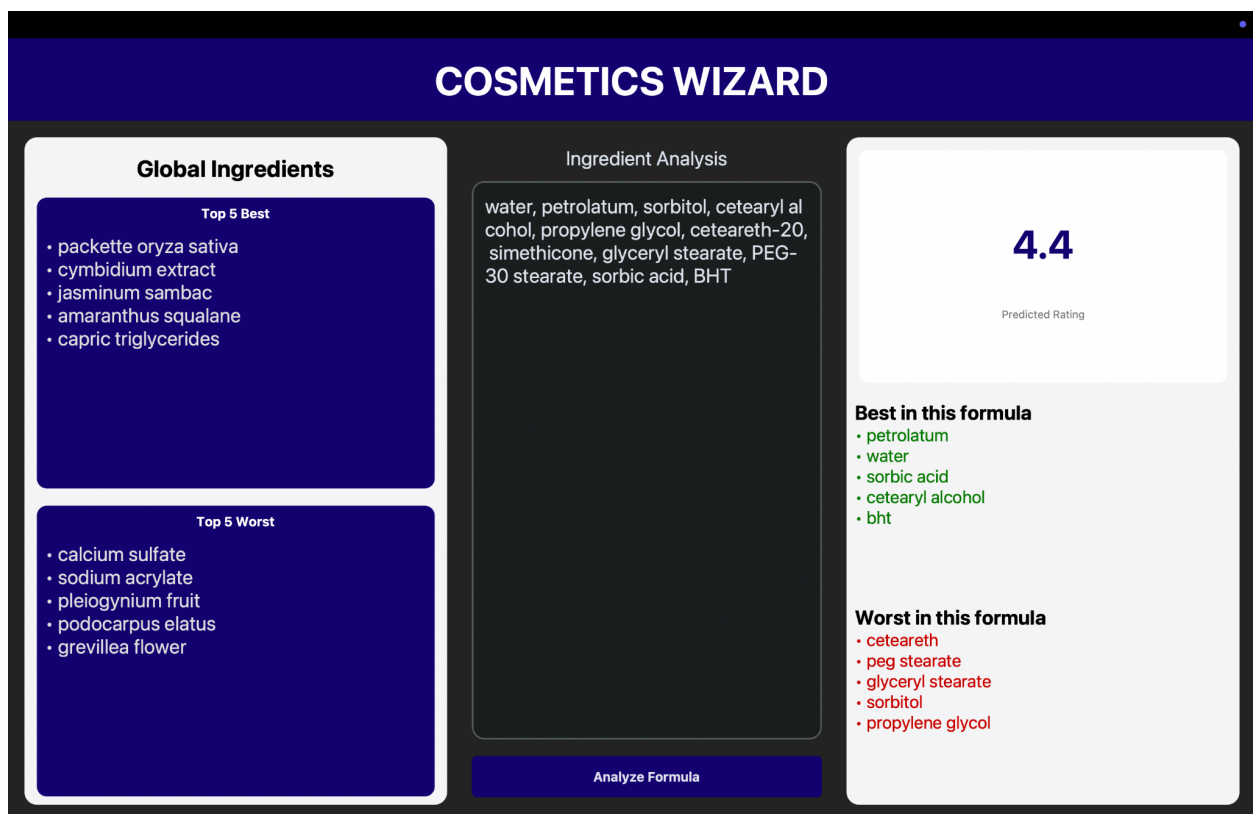 COSMETICS WIZARD
Global Ingredients
Top 5 Best
• packette oryza sativa
• cymbidium extract
• jasminum sambac
• amaranthus squalane
• capric triglycerides
Top 5 Worst
• calcium sulfate
• sodium acrylate
• pleiogynium fruit
• podocarpus elatus
• grevillea flower
Ingredient Analysis
water, petrolatum, sorbitol, cetearyl al
cohol, propylene glycol, ceteareth-20,
simethicone, glyceryl stearate, PEG-
30 stearate, sorbic acid, BHT
Analyze Formula
4.4
Predicted Rating
Best in this formula
• petrolatum
• water
• sorbic acid
• cetearyl alcohol
• bht
Worst in this formula
• ceteareth
• peg stearate
• glyceryl stearate
• sorbitol
• propylene glycol